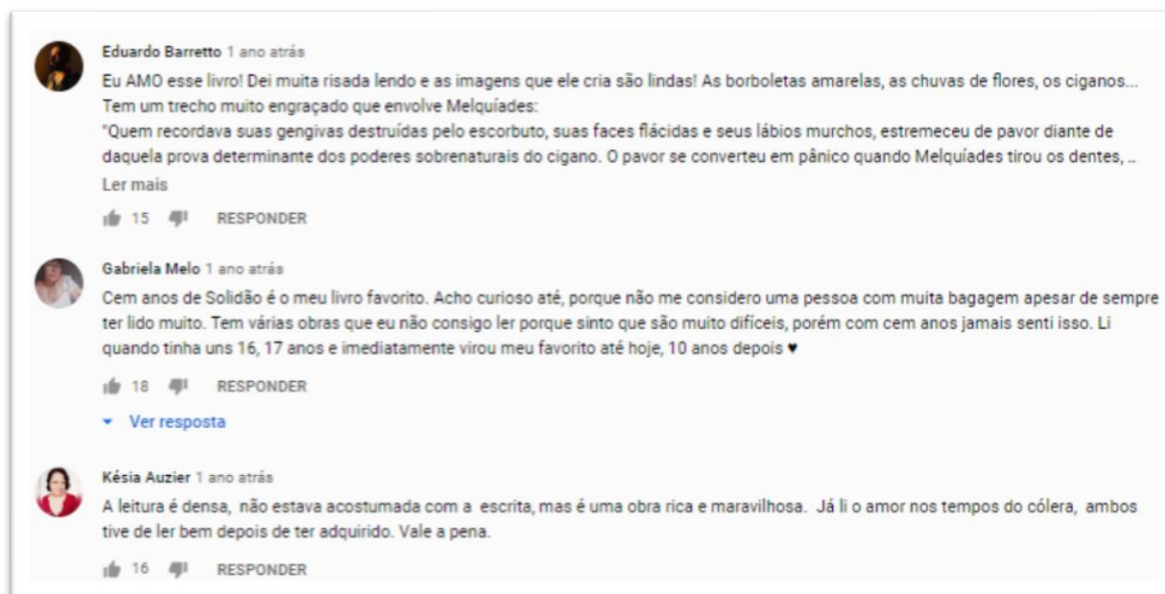 Eduardo Barretto 1 ano atrás
Eu AMO esse livro! Dei muita risada lendo e as imagens que ele cria são lindas! As borboletas amarelas, as chuvas de flores, os ciganos...
Tem um trecho muito engraçado que envolve Melquíades:
"Quem recordava suas gengivas destruídas pelo escorbuto, suas faces flácidas e seus lábios murchos, estremeceu de pavor diante de
daquela prova determinante dos poderes sobrenaturais do cigano. O pavor se converteu em pânico quando Melquíades tirou os dentes, ...
Ler mais
15 RESPONDER
Gabriela Melo 1 ano atrás
Cem anos de Solidão é o meu livro favorito. Acho curioso até, porque não me considero uma pessoa com muita bagagem apesar de sempre
ter lido muito. Tem várias obras que eu não consigo ler porque sinto que são muito difíceis, porém com cem anos jamais senti isso. Li
quando tinha uns 16, 17 anos e imediatamente virou meu favorito até hoje, 10 anos depois ♥
18 RESPONDER
Ver resposta
Késia Auzier 1 ano atrás
A leitura é densa, não estava acostumada com a escrita, mas é uma obra rica e maravilhosa. Já li o amor nos tempos do cólera, ambos
tive de ler bem depois de ter adquirido. Vale a pena.
16 RESPONDER